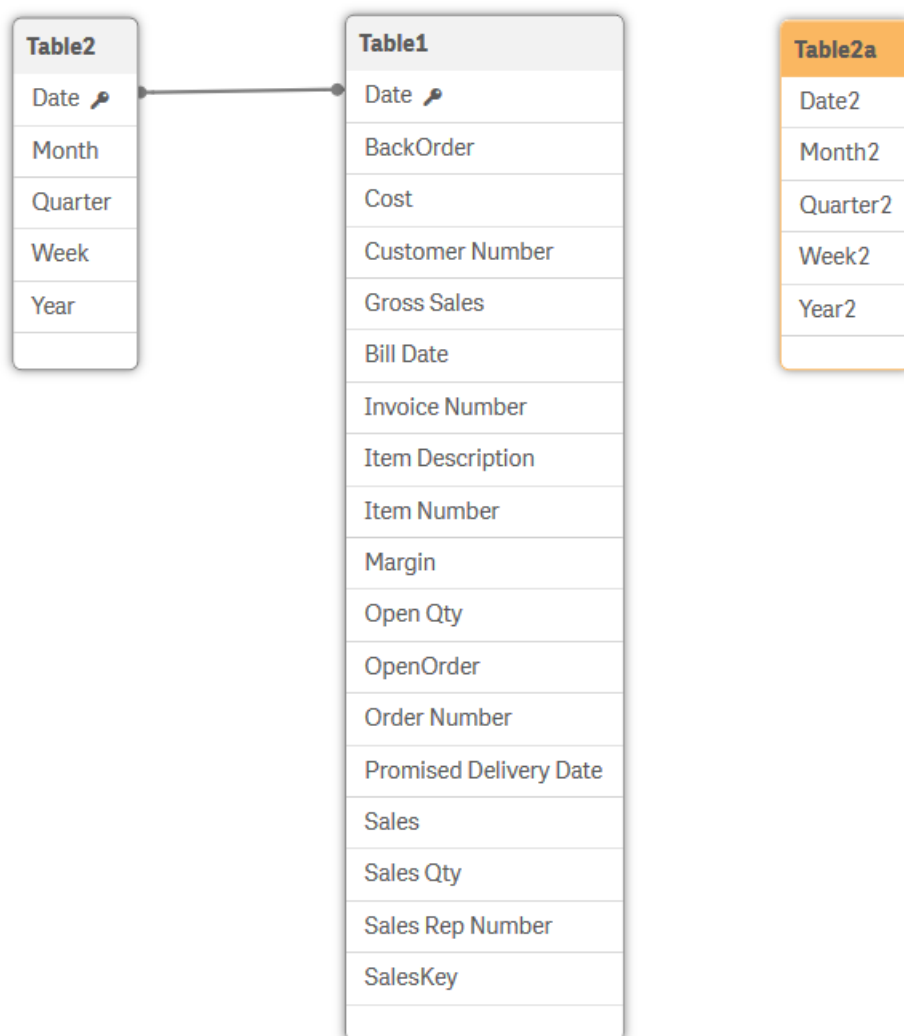 Table2
Date
Month
Quarter
Week
Year
Table1
Date
BackOrder
Cost
Customer Number
Gross Sales
Bill Date
Invoice Number
Item Description
Item Number
Margin
Open Qty
OpenOrder
Order Number
Promised Delivery Date
Sales
Sales Qty
Sales Rep Number
SalesKey
Table2a
Date2
Month2
Quarter2
Week2
Year2